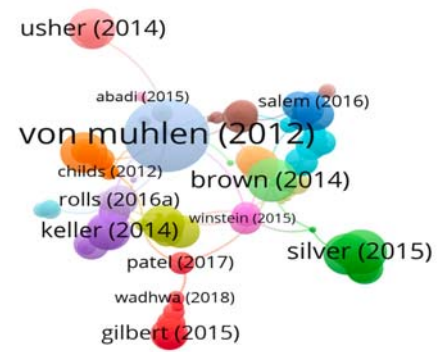 usher (2014)
abadi (2015)
salem (2016)
von muhlen (2012)
childs (2012)
brown (2014)
rolls (2016a)
winstein (2015)
keller (2014)
silver (2015)
patel (2017)
wadhwa (2018)
gilbert (2015)